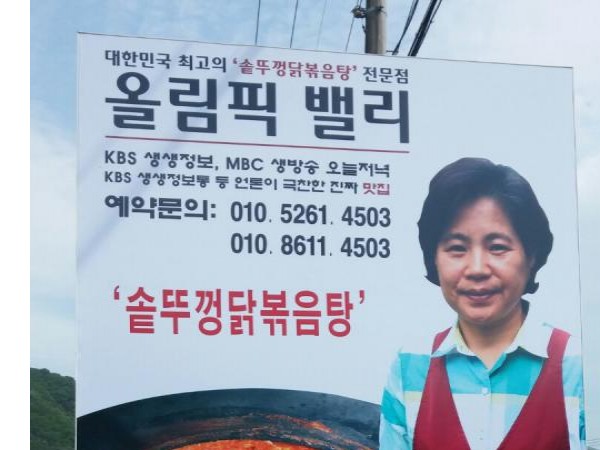 대한민국 최고의 '솥뚜껑닭볶음탕' 전문점
올림픽 밸리
KBS 생생정보, MBC 생방송 오늘저녁
KBS 생생정보통 등 언론이 극찬한 진짜 맛집
예약문의: 010. 5261. 4503
010. 8611. 4503
'솥뚜껑닭볶음탕'